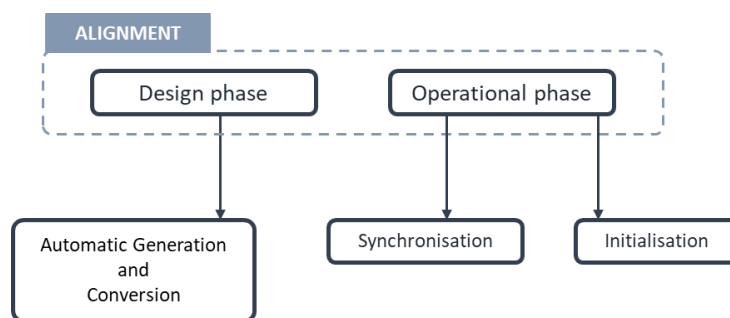 ALIGNMENT
Design phase
Operational phase
Automatic Generation
and
Conversion
Synchronisation
Initialisation